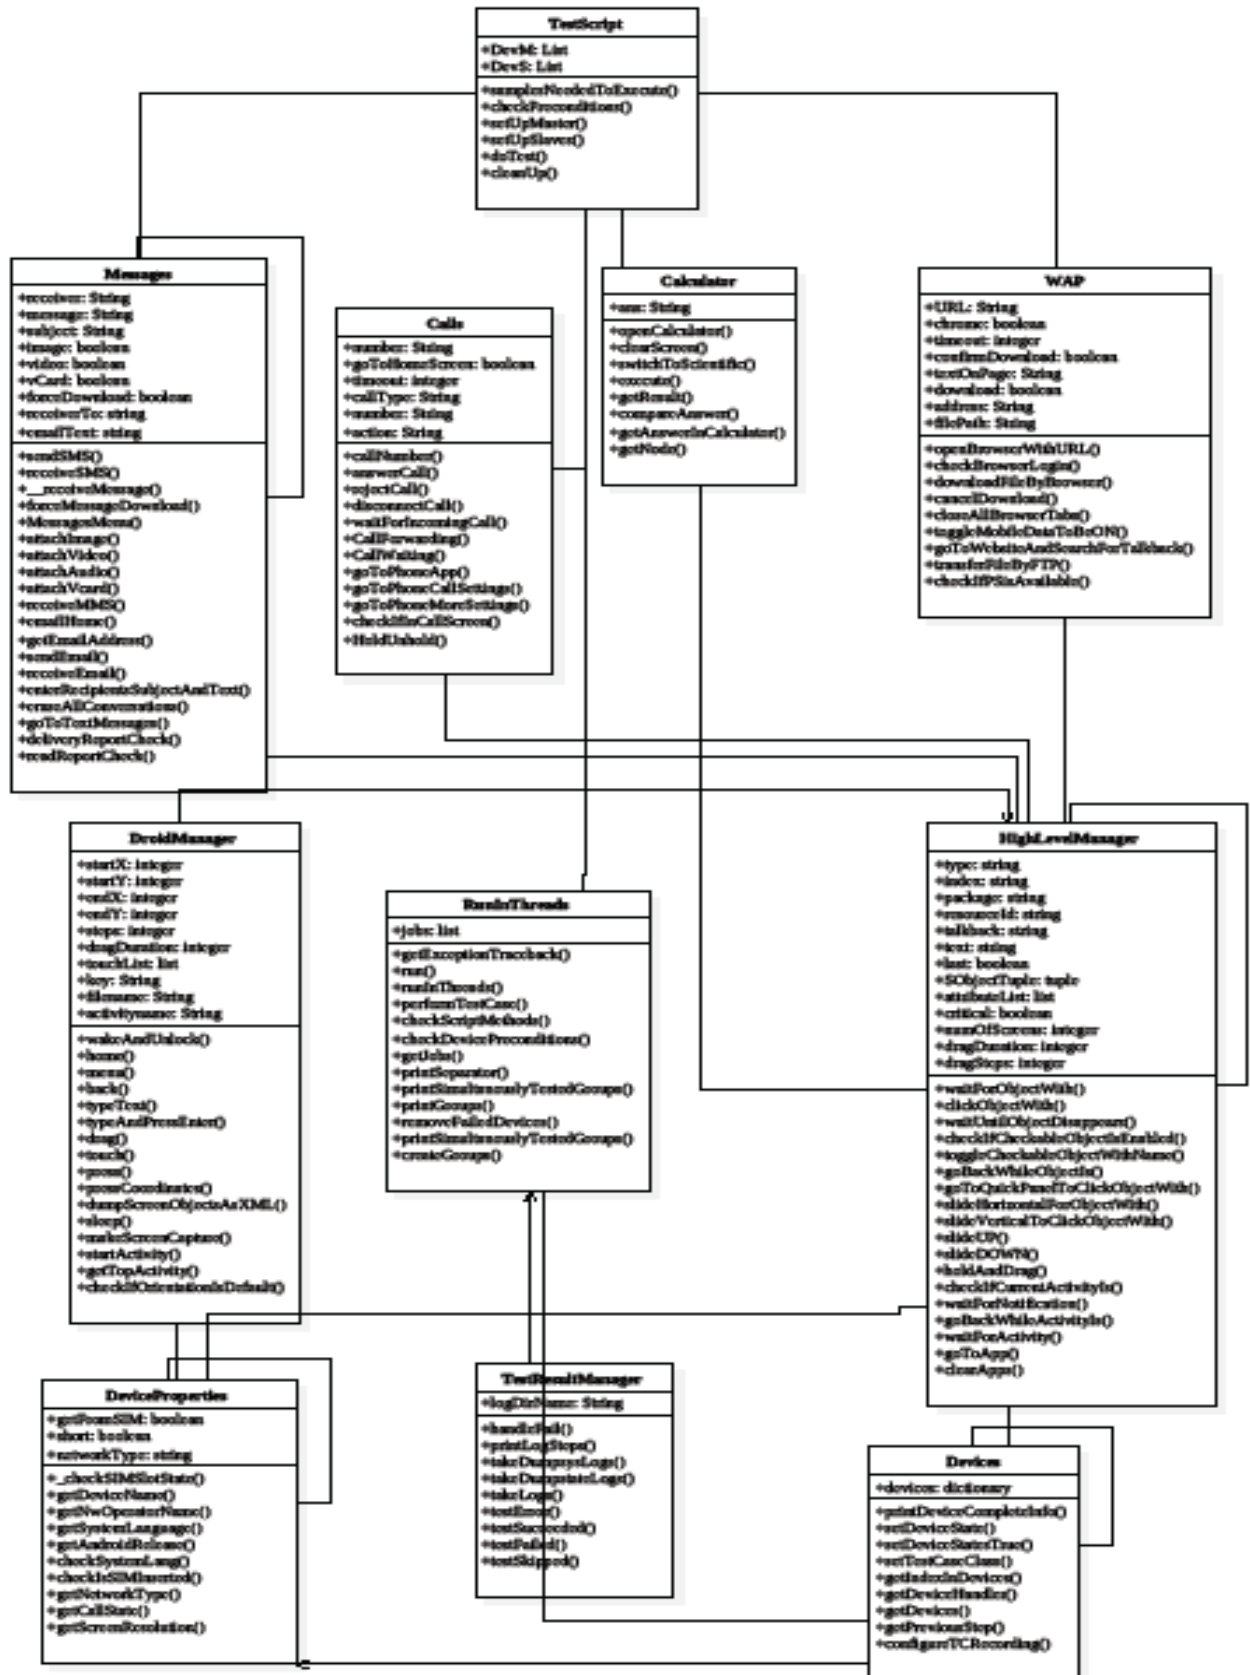 TestScript
+DevM: List
+DevS: List
+samplesNeededToExecute()
+checkPreconditions()
+setUpMaster()
+setUpSlaves()
+doTest()
+cleanUp()
Messages
+receiver: String
+message: String
+subject: String
+image: boolean
+video: boolean
+vCard: boolean
+forceDownload: boolean
+receiverTo: string
+emailText: string
+sendSMS()
+receiveSMS()
+__receiveMessage()
+forceMessageDownload()
+MessagesMenu()
+attachImage()
+attachVideo()
+attachAudio()
+attachVcard()
+receiveMMS()
+emailHome()
+getEmailAddress()
+sendEmail()
+receiveEmail()
+enterRecipientsSubjectAndText()
+eraseAllConversations()
+goToTextMessages()
+deliveryReportCheck()
+readReportCheck()
Calls
+number: String
+goToHomeScreen: boolean
+timeout: integer
+callType: String
+number: String
+action: String
+callNumber()
+answerCall()
+rejectCall()
+disconnectCall()
+waitForIncomingCall()
+CallForwarding()
+CallWaiting()
+goToPhoneApp()
+goToPhoneCallSettings()
+goToPhoneMoreSettings()
+checkIfInCallScreen()
+HoldUnhold()
Calculator
+ans: String
+openCalculator()
+clearScreen()
+switchToScientific()
+execute()
+getResult()
+compareAnswer()
+getAnswerInCalculator()
+getNode()
WAP
+URL: String
+chrome: boolean
+timeout: integer
+confirmDownload: boolean
+textOnPage: String
+download: boolean
+address: String
+filePath: String
+openBrowserWithURL()
+checkBrowserLogin()
+downloadFileByBrowser()
+cancelDownload()
+closeAllBrowserTabs()
+toggleMobileDataToBeON()
+goToWebsiteAndSearchForTalkback()
+transferFileByFTP()
+checkIfPSisAvailable()
DroidManager
+startX: integer
+startY: integer
+endX: integer
+endY: integer
+steps: integer
+dragDuration: integer
+touchList: list
+key: String
+filename: String
+activityname: String
+wakeAndUnlock()
+home()
+menu()
+back()
+typeText()
+typeAndPressEnter()
+drag()
+touch()
+press()
+pressCoordinates()
+dumpScreenObjectsAsXML()
+sleep()
+makeScreenCapture()
+startActivity()
+getTopActivity()
+checkIfOrientationIsDefault()
RunInThreads
+jobs: list
+getExceptionTraceback()
+run()
+runInThreads()
+performTestCase()
+checkScriptMethods()
+checkDevicePreconditions()
+getJobs()
+printSeparator()
+printSimultaneouslyTestedGroups()
+printGroups()
+removeFailedDevices()
+printSimultaneouslyTestedGroups()
+createGroups()
HighLevelManager
+type: string
+index: string
+package: string
+resourceId: string
+talkback: string
+text: string
+last: boolean
+SObjectTuple: tuple
+attributeList: list
+critical: boolean
+numOfScreens: integer
+dragDuration: integer
+dragSteps: integer
+waitForObjectWith()
+clickObjectWith()
+waitUntilObjectDisappears()
+checkIfCheckableObjectIsEnabled()
+toggleCheckableObjectWithName()
+goBackWhileObjectIs()
+goToQuickPanelToClickObjectWith()
+slideHorizontalForObjectWith()
+slideVerticalToClickObjectWith()
+slideUP()
+slideDOWN()
+holdAndDrag()
+checkIfCurrentActivityIs()
+waitForNotification()
+goBackWhileActivityIs()
+waitForActivity()
+goToApp()
+clearApps()
DeviceProperties
+getFromSIM: boolean
+short: boolean
+networkType: string
+_checkSIMSlotState()
+getDeviceName()
+getNwOperatorName()
+getSystemLanguage()
+getAndroidRelease()
+checkSystemLang()
+checkIsSIMInserted()
+getNetworkType()
+getCallState()
+getScreenResolution()
TestResultManager
+logDirName: String
+handleFail()
+printLogSteps()
+takeDumpsysLogs()
+takeDumpstateLogs()
+takeLogs()
+testError()
+testSucceeded()
+testFailed()
+testSkipped()
Devices
+devices: dictionary
+printDeviceCompleteInfo()
+setDeviceState()
+setDeviceStatesTrue()
+setTestCaseClass()
+getIndexInDevices()
+getDeviceHandles()
+getDevices()
+getPreviousStep()
+configureTCRecording()